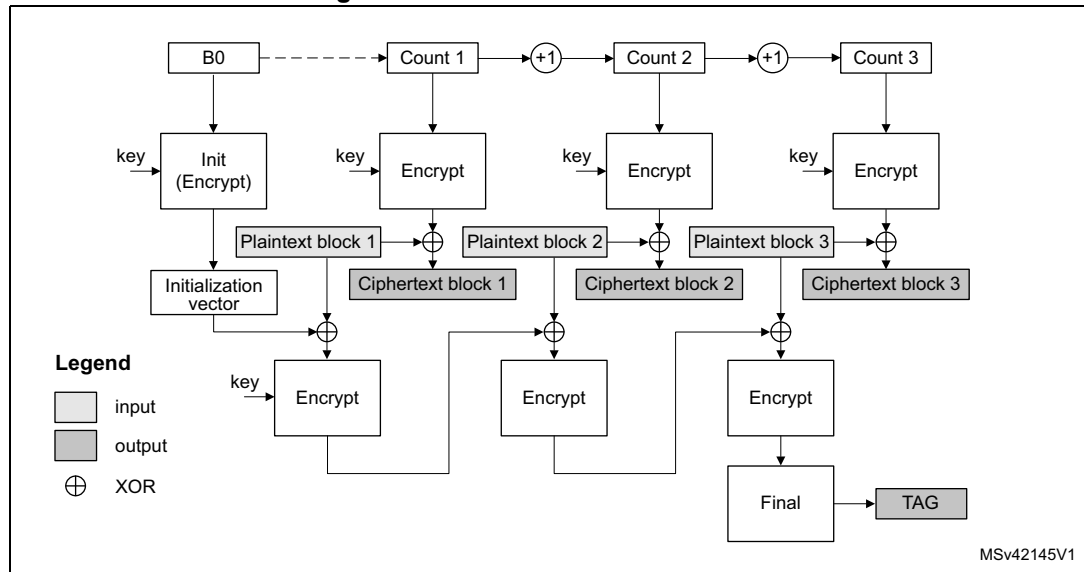 B0
Count 1
+1
Count 2
+1
Count 3
key
Init
(Encrypt)
key
Encrypt
key
Encrypt
key
Encrypt
Plaintext block 1
Plaintext block 2
Plaintext block 3
Ciphertext block 1
Ciphertext block 2
Ciphertext block 3
Initialization
vector
Legend
input
output
XOR
key
Encrypt
Encrypt
Encrypt
Final
TAG
MSv42145V1